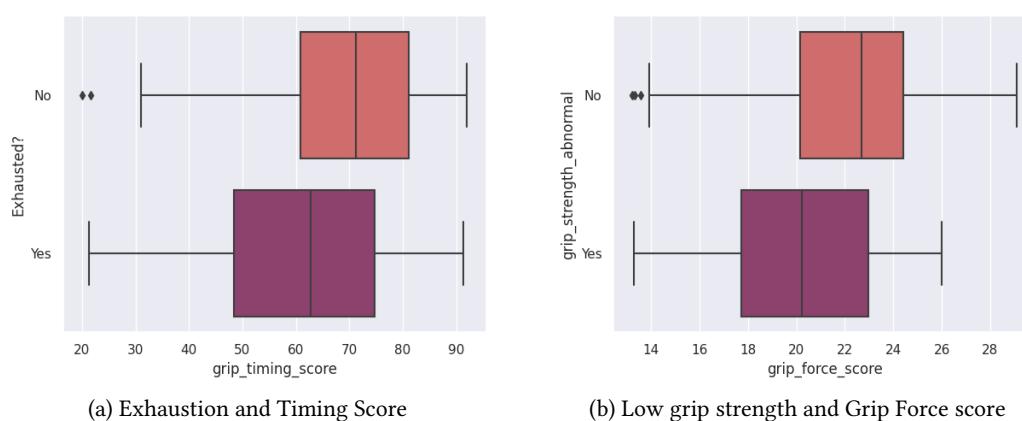 Exhausted?
No
Yes
20 30 40 50 60 70 80 90
grip_timing_score
(a) Exhaustion and Timing Score
grip_strength_abnormal
No
Yes
14 16 18 20 22 24 26 28
grip_force_score
(b) Low grip strength and Grip Force score